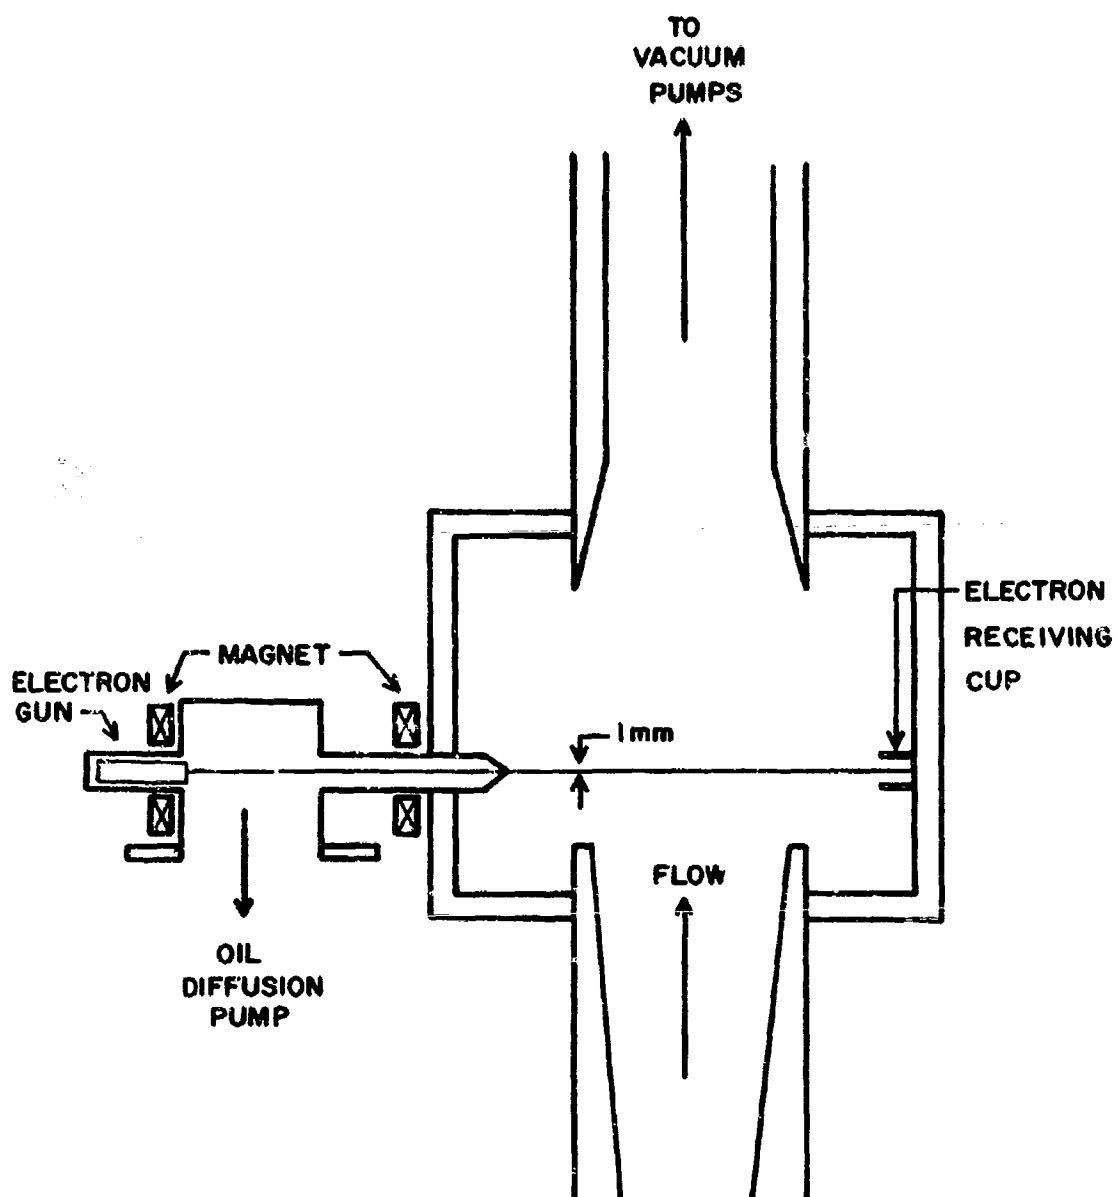 TO
VACUUM
PUMPS
ELECTRON
RECEIVING
CUP
MAGNET
ELECTRON
GUN
1mm
FLOW
OIL
DIFFUSION
PUMP